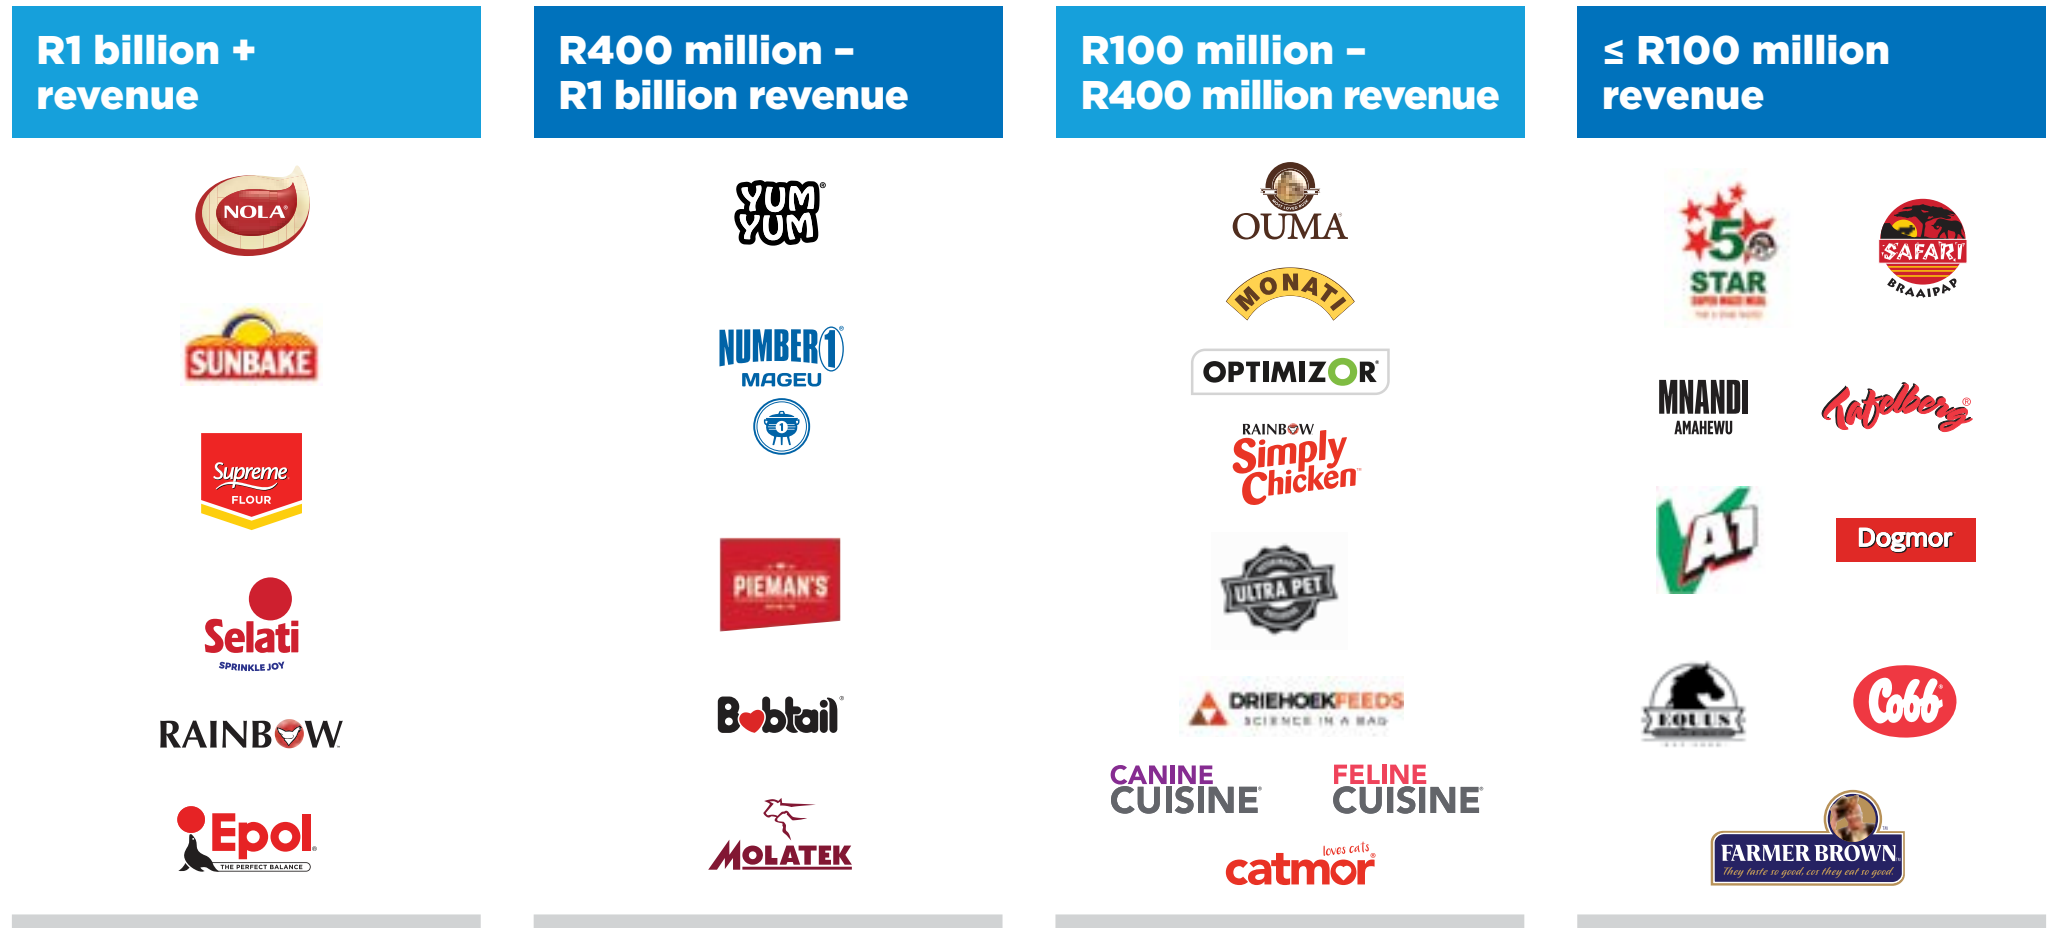 R1 billion +
revenue
NOLA
SUNBAKE
Supreme
FLOUR
Selati
SPRINKLE JOY
RAINBOW
Epol
THE PERFECT BALANCE
R400 million –
R1 billion revenue
YUM
YUM
NUMBER 1
MAGEU
1
PIEMAN'S
Bobtail
MOLATEK
R100 million –
R400 million revenue
OUMA
MONATI
OPTIMIZOR
RAINBOW
Simply
Chicken
ULTRA PET
DRIEHOEKFEEDS
SCIENCE IN A BAG
CANINE
CUISINE
FELINE
CUISINE
loves cats
catmor
≤ R100 million
revenue
5
STAR
SUPER MAIZE MEAL
SAFARI
BRAAIPAP
MNANDI
AMAHEWU
Tafelberg
A1
Dogmor
EQUUS
Cobb
FARMER BROWN
They taste so good, cos they eat so good.